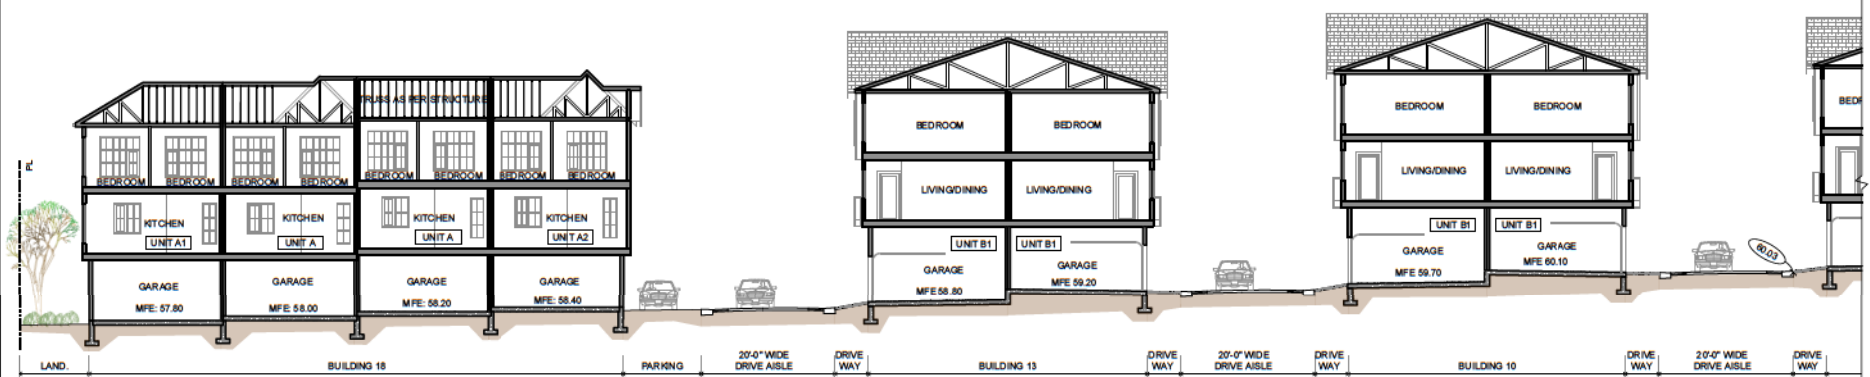 PL
TRUSS AS PER STRUCTURE
BEDROOM BEDROOM BEDROOM BEDROOM BEDROOM BEDROOM BEDROOM BEDROOM
KITCHEN KITCHEN KITCHEN KITCHEN
UNIT A1 UNIT A UNIT A UNIT A2
GARAGE GARAGE GARAGE GARAGE
MFE: 57.80 MFE: 58.00 MFE: 58.20 MFE: 58.40
BEDROOM BEDROOM
LIVING/DINING LIVING/DINING
UNIT B1 UNIT B1
GARAGE GARAGE
MFE 58.80 MFE 59.20
BEDROOM BEDROOM
LIVING/DINING LIVING/DINING
UNIT B1 UNIT B1
GARAGE GARAGE
MFE 59.70 MFE 60.10
60.03
LAND. BUILDING 18 PARKING 20'-0" WIDE DRIVE AISLE DRIVE WAY BUILDING 13 DRIVE WAY 20'-0" WIDE DRIVE AISLE DRIVE WAY BUILDING 10 DRIVE WAY 20'-0" WIDE DRIVE AISLE DRIVE WAY